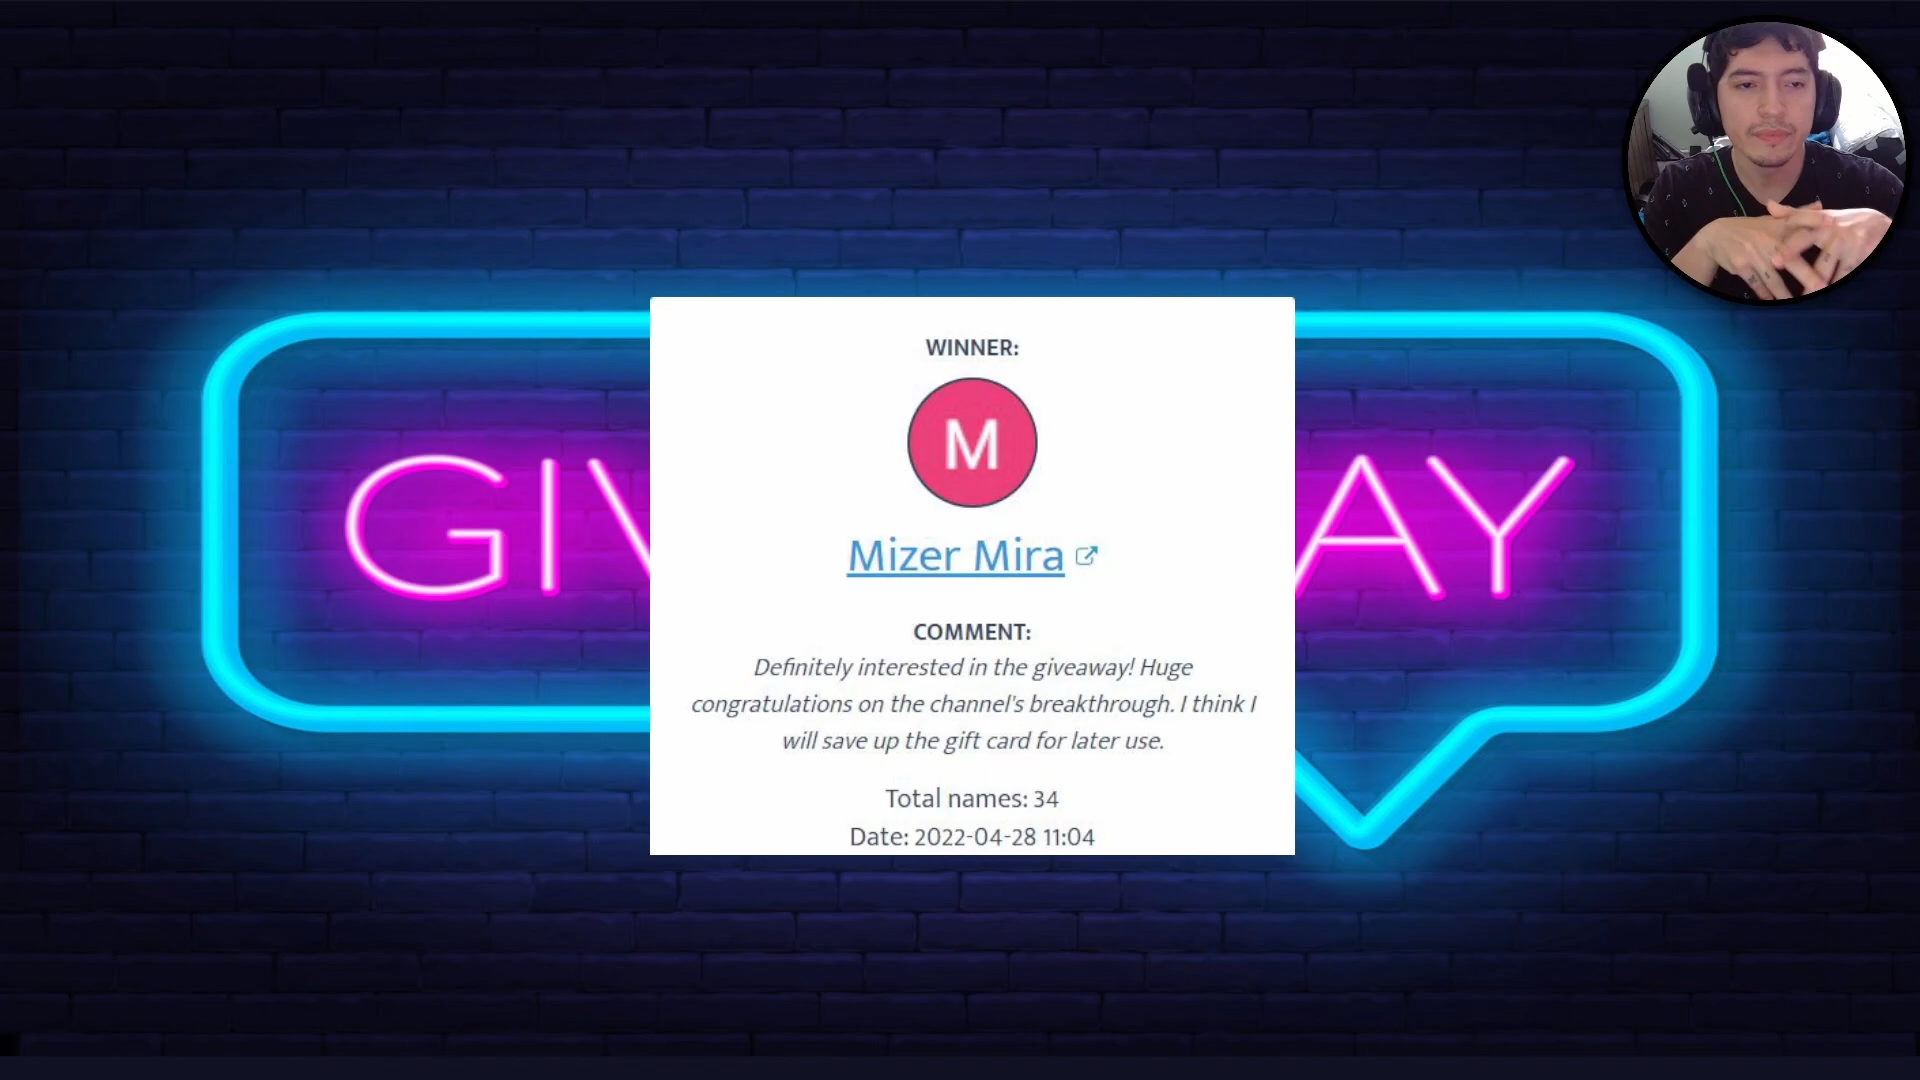 GIV
AY
WINNER:
M
Mizer Mira
COMMENT:
Definitely interested in the giveaway! Huge
congratulations on the channel's breakthrough. I think I
will save up the gift card for later use.
Total names: 34
Date: 2022-04-28 11:04